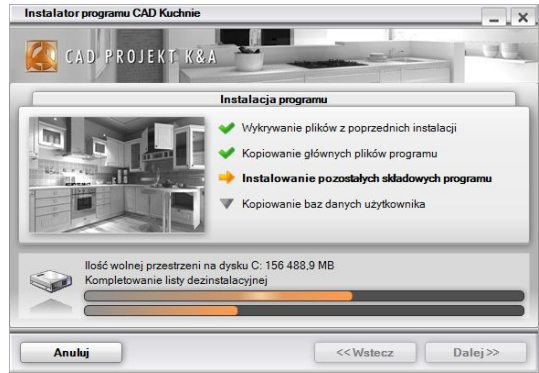 Instalator programu CAD Kuchnie
CAD PROJEKT K&A
Instalacja programu
Wykrywanie plików z poprzednich instalacji
Kopiowanie głównych plików programu
Instalowanie pozostałych składowych programu
Kopiowanie baz danych użytkownika
Ilość wolnej przestrzeni na dysku C: 156 488,9 MB
Kompletowanie listy dezinstalacyjnej
Anuluj
<< Wstecz
Dalej >>